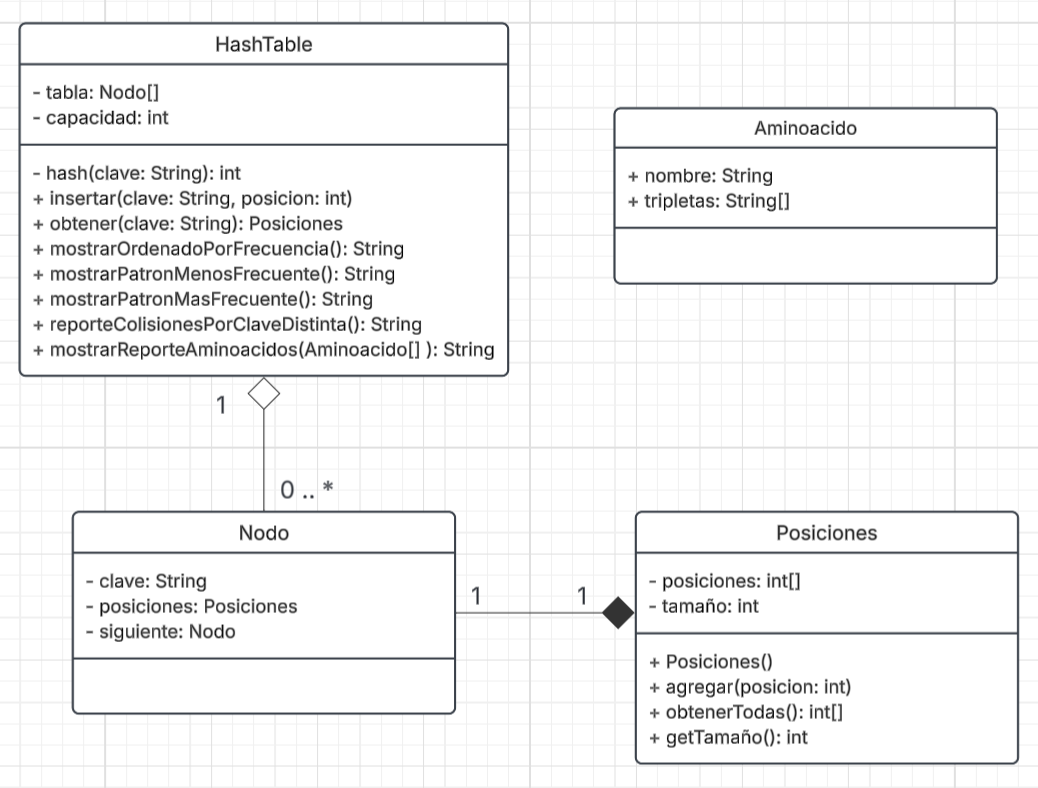 HashTable
- tabla: Nodo[]
- capacidad: int
- hash(clave: String): int
+ insertar(clave: String, posicion: int)
+ obtener(clave: String): Posiciones
+ mostrarOrdenadoPorFrecuencia(): String
+ mostrarPatronMenosFrecuente(): String
+ mostrarPatronMasFrecuente(): String
+ reporteColisionesPorClaveDistinta(): String
+ mostrarReporteAminoacidos(Aminoacido[] ): String
Aminoacido
+ nombre: String
+ tripletas: String[]
1
0 .. *
Nodo
- clave: String
- posiciones: Posiciones
- siguiente: Nodo
1
1
Posiciones
- posiciones: int[]
- tamaño: int
+ Posiciones()
+ agregar(posicion: int)
+ obtenerTodas(): int[]
+ getTamaño(): int